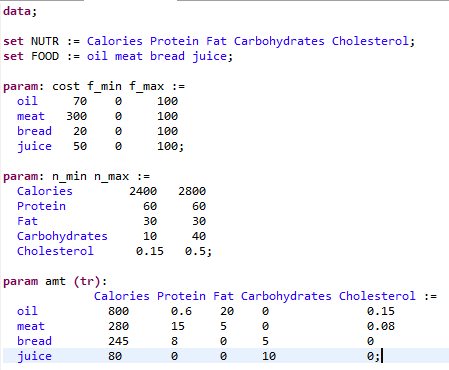 data;
set NUTR := Calories Protein Fat Carbohydrates Cholesterol;
set FOOD := oil meat bread juice;
param: cost f_min f_max :=
oil 70 0 100
meat 300 0 100
bread 20 0 100
juice 50 0 100;
param: n_min n_max :=
Calories 2400 2800
Protein 60 60
Fat 30 30
Carbohydrates 10 40
Cholesterol 0.15 0.5;
param amt (tr):
Calories Protein Fat Carbohydrates Cholesterol :=
oil 800 0.6 20 0 0.15
meat 280 15 5 0 0.08
bread 245 8 0 5 0
juice 80 0 0 10 0;